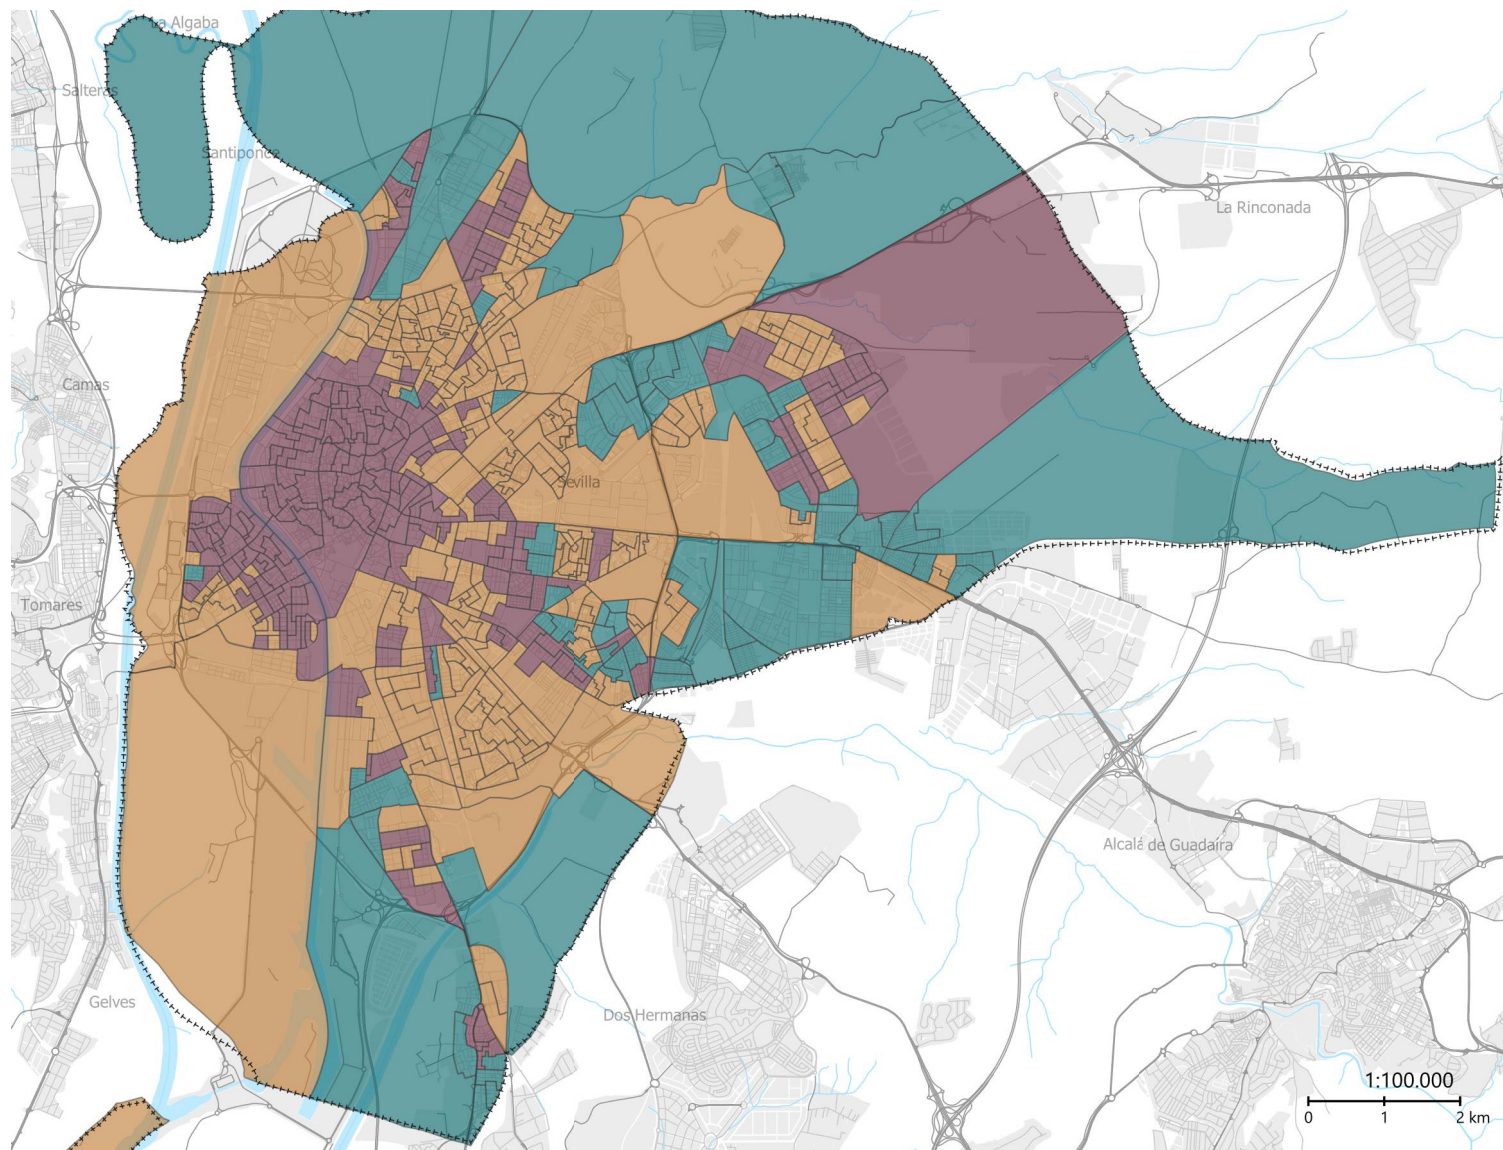 La Algaba
Salteras
Santiponce
La Rinconada
Camas
Sevilla
Tomares
Alcalá de Guadaíra
Gelves
Dos Hermanas
1:100.000
0 1 2 km